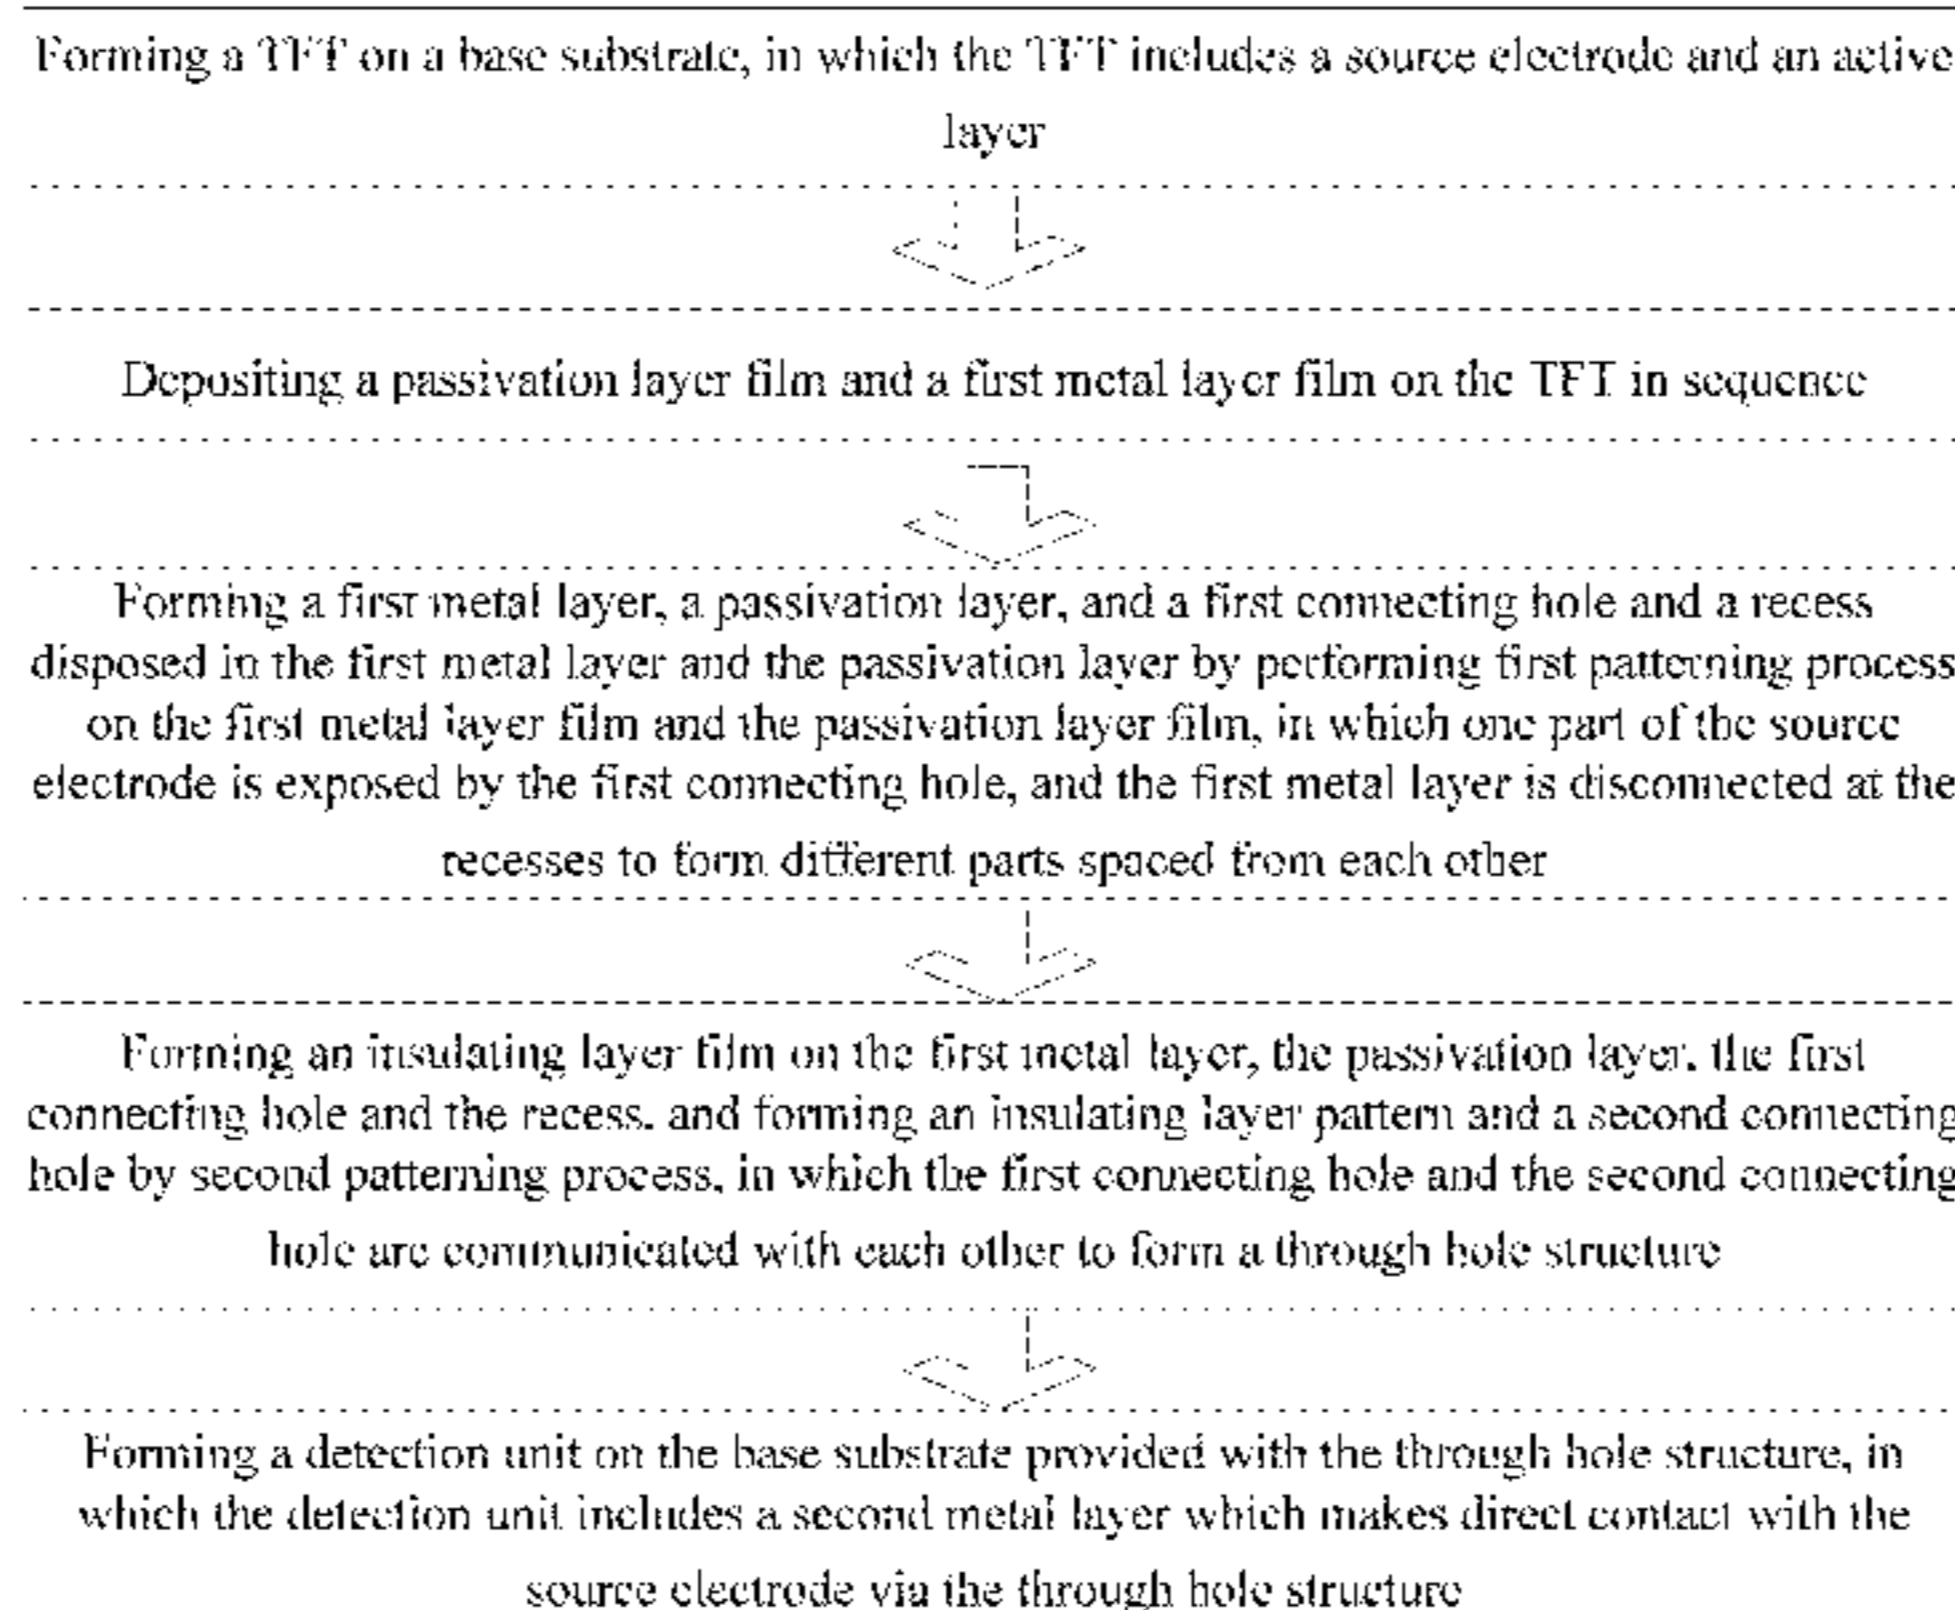 Forming a TFT on a base substrate, in which the TFT includes a source electrode and an active
layer
Depositing a passivation layer film and a first metal layer film on the TFT in sequence
Forming a first metal layer, a passivation layer, and a first connecting hole and a recess
disposed in the first metal layer and the passivation layer by performing first patterning process
on the first metal layer film and the passivation layer film, in which one part of the source
electrode is exposed by the first connecting hole, and the first metal layer is disconnected at the
recesses to form different parts spaced from each other
Forming an insulating layer film on the first metal layer, the passivation layer, the first
connecting hole and the recess, and forming an insulating layer pattern and a second connecting
hole by second patterning process, in which the first connecting hole and the second connecting
hole are communicated with each other to form a through hole structure
Forming a detection unit on the base substrate provided with the through hole structure, in
which the detection unit includes a second metal layer which makes direct contact with the
source electrode via the through hole structure